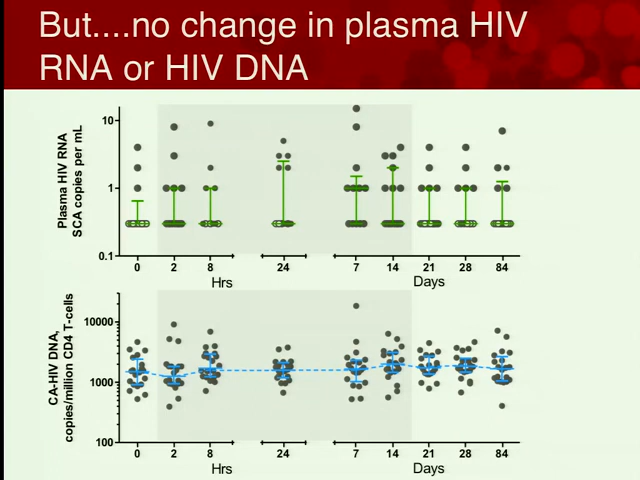 But....no change in plasma HIV
RNA or HIV DNA
Plasma HIV RNA
SCA copies per mL
10
1
0.1
0 2 8 24 7 14 21 28 84
Hrs Days
CA-HIV DNA,
copies/million CD4 T-cells
10000
1000
100
0 2 8 24 7 14 21 28 84
Hrs Days